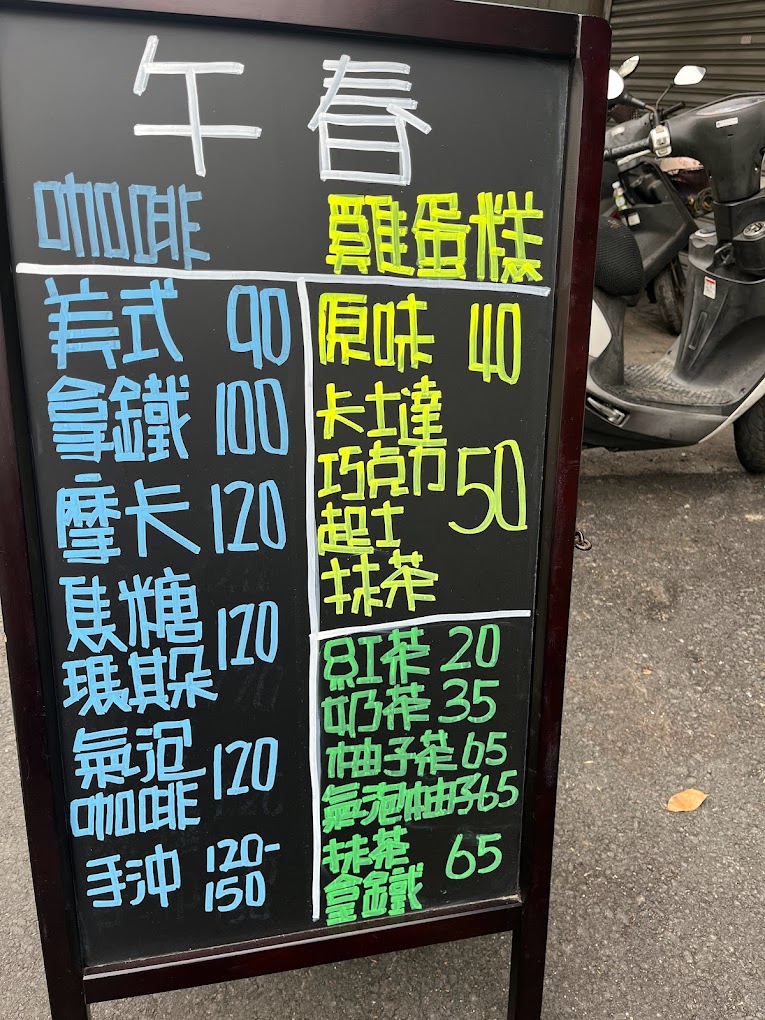 午春
咖啡
美式 90
拿鐵 100
摩卡 120
焦糖
瑪其朵 120
氣泡
咖啡 120
手沖 120-
150
雞蛋糕
原味 40
卡士達
巧克力 50
起士
抹茶
紅茶 20
奶茶 35
柚子茶 65
氣泡柚子 65
抹茶
拿鐵 65